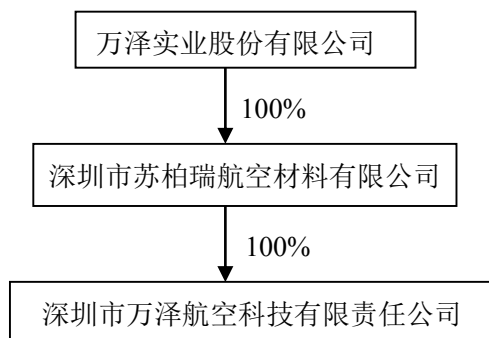 万泽实业股份有限公司
100%
深圳市苏柏瑞航空材料有限公司
100%
深圳市万泽航空科技有限责任公司